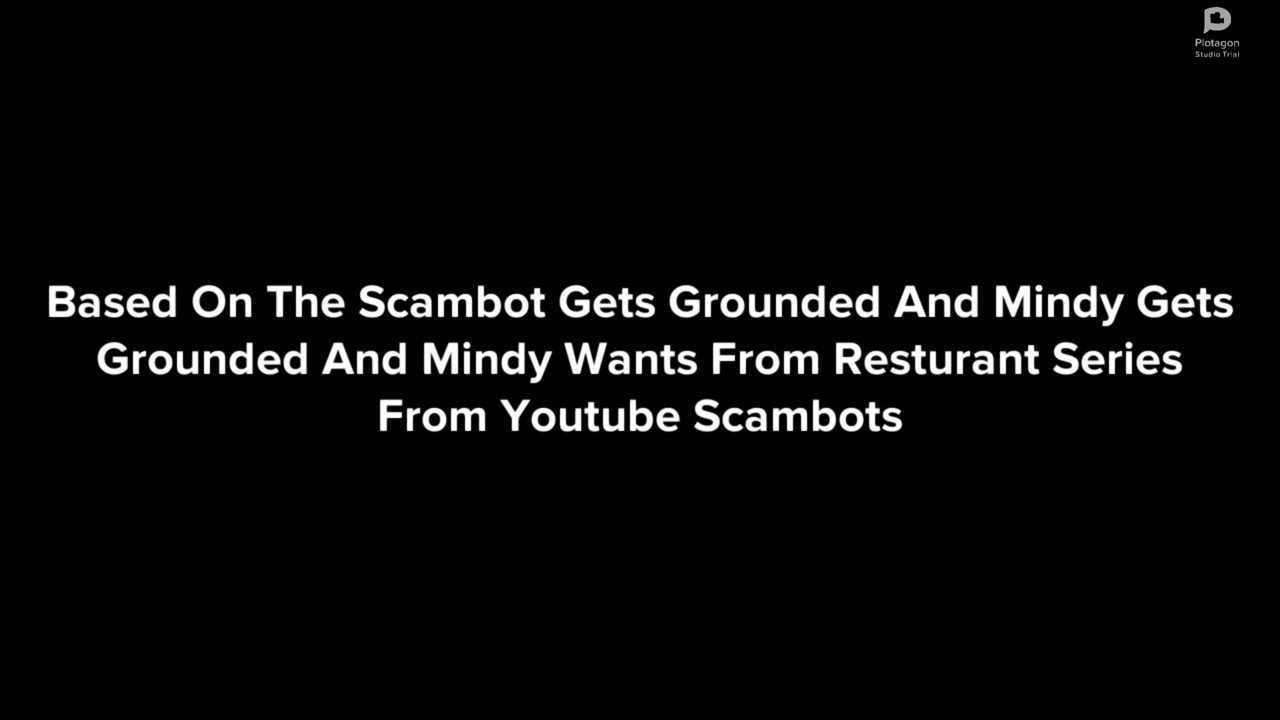 Plotagon
Studio Trial
Based On The Scambot Gets Grounded And Mindy Gets
Grounded And Mindy Wants From Resturant Series
From Youtube Scambots